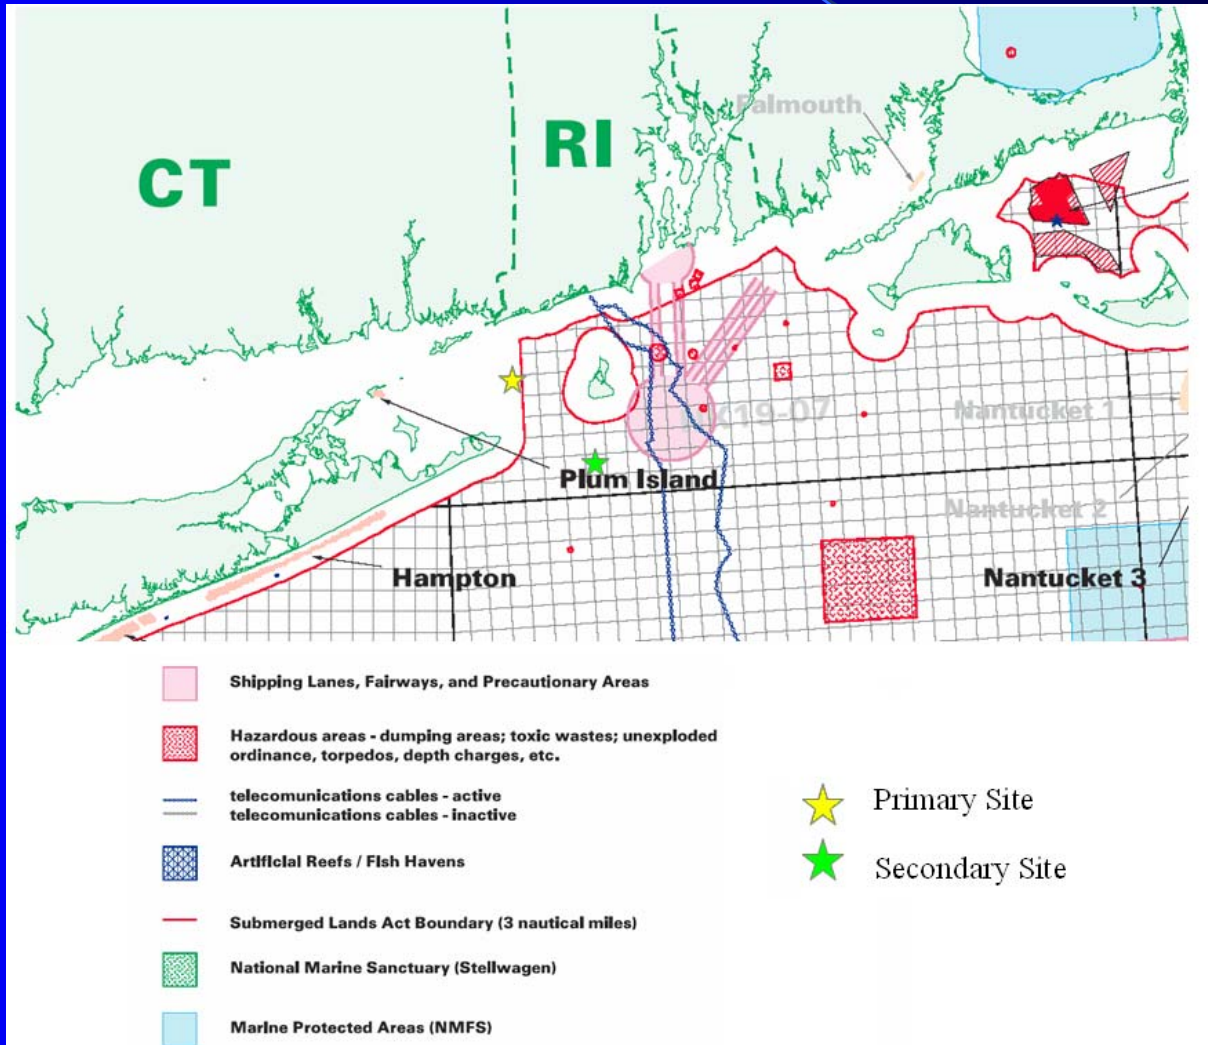 Falmouth
RI
CT
19-07
Nantucket 1
Plum Island
Nantucket 2
Hampton
Nantucket 3
Shipping Lanes, Fairways, and Precautionary Areas
Hazardous areas - dumping areas; toxic wastes; unexploded
ordinance, torpedos, depth charges, etc.
telecomunications cables - active
telecomunications cables - inactive
Artificial Reefs / Fish Havens
Submerged Lands Act Boundary (3 nautical miles)
National Marine Sanctuary (Stellwagen)
Marine Protected Areas (NMFS)
Primary Site
Secondary Site